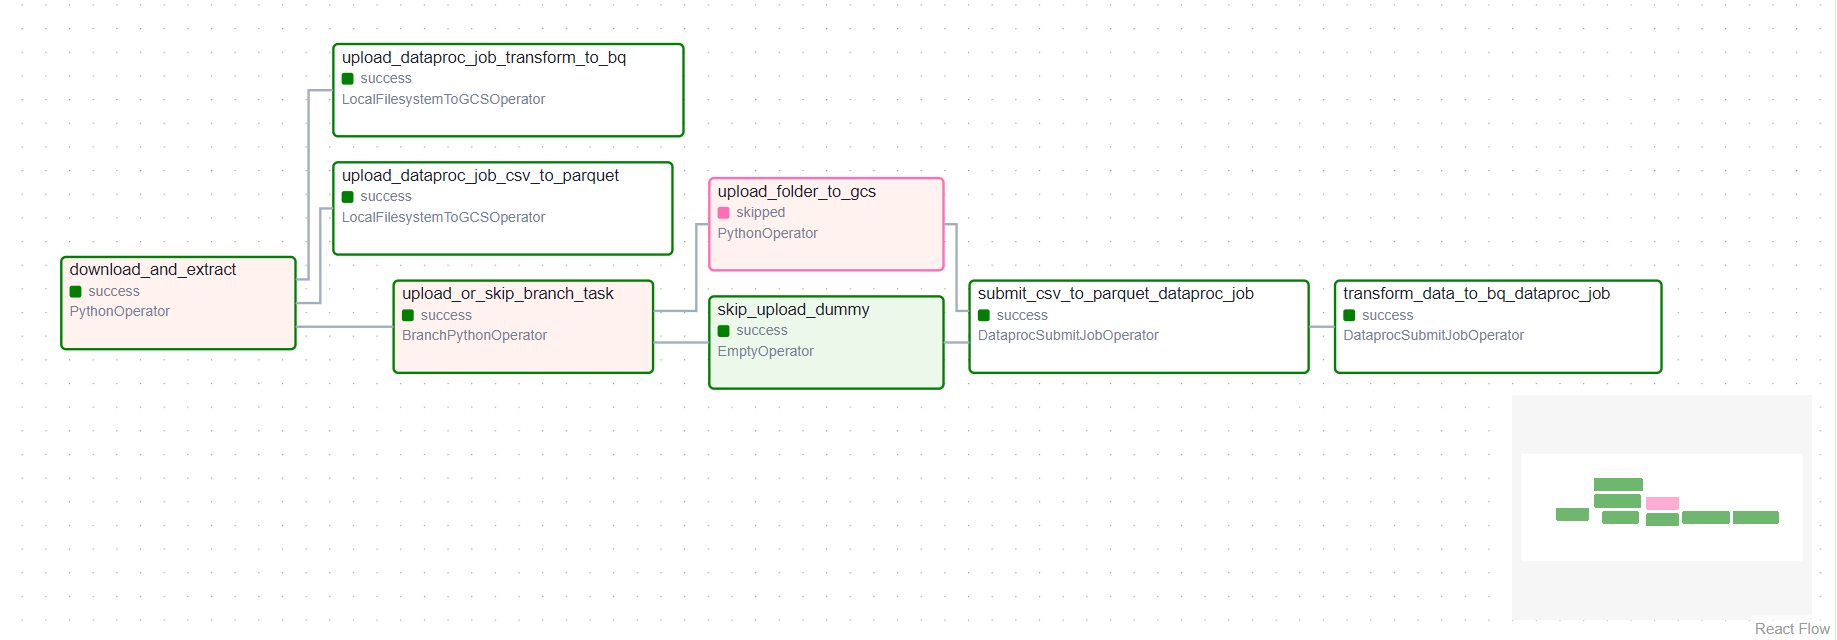 upload_dataproc_job_transform_to_bq
success
LocalFilesystemToGCSOperator
upload_dataproc_job_csv_to_parquet
success
LocalFilesystemToGCSOperator
download_and_extract
success
PythonOperator
upload_or_skip_branch_task
success
BranchPythonOperator
upload_folder_to_gcs
skipped
PythonOperator
skip_upload_dummy
success
EmptyOperator
submit_csv_to_parquet_dataproc_job
success
DataprocSubmitJobOperator
transform_data_to_bq_dataproc_job
success
DataprocSubmitJobOperator
React Flow